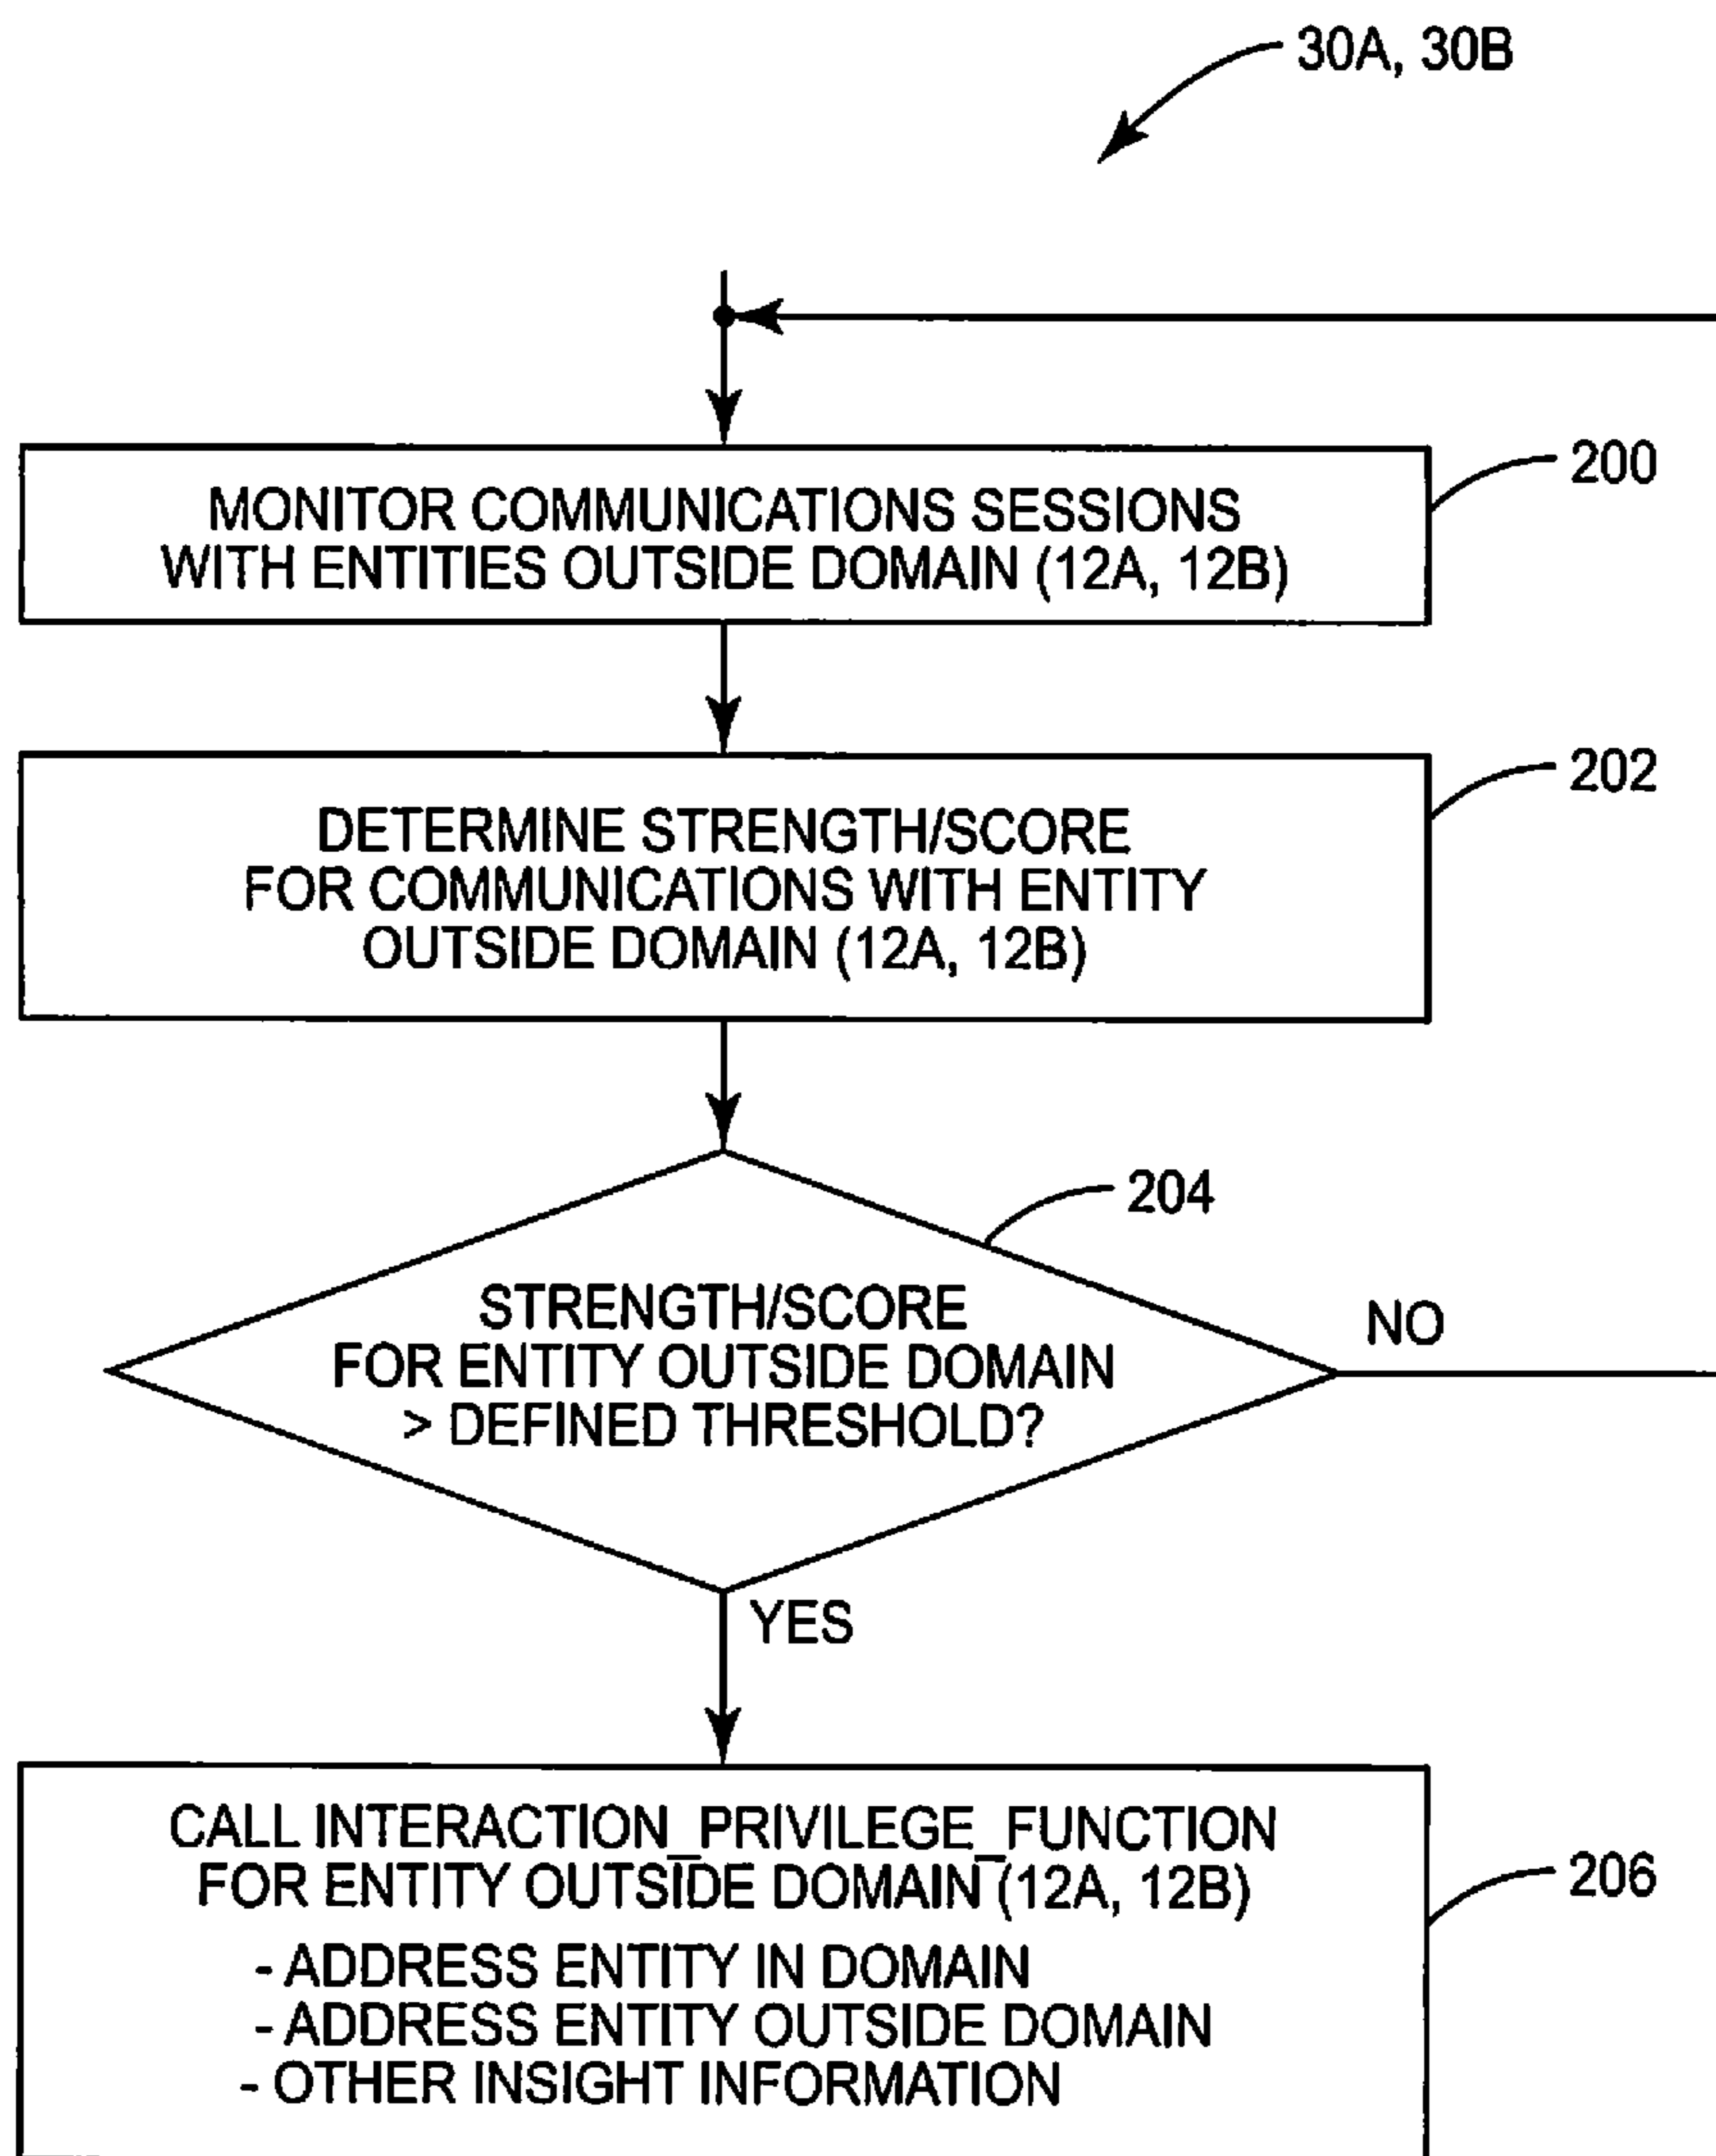 30A, 30B
MONITOR COMMUNICATIONS SESSIONS
WITH ENTITIES OUTSIDE DOMAIN (12A, 12B)
200
DETERMINE STRENGTH/SCORE
FOR COMMUNICATIONS WITH ENTITY
OUTSIDE DOMAIN (12A, 12B)
202
STRENGTH/SCORE
FOR ENTITY OUTSIDE DOMAIN
> DEFINED THRESHOLD?
204
NO
YES
CALL INTERACTION_PRIVILEGE_FUNCTION
FOR ENTITY OUTSIDE DOMAIN (12A, 12B)
- ADDRESS ENTITY IN DOMAIN
- ADDRESS ENTITY OUTSIDE DOMAIN
- OTHER INSIGHT INFORMATION
206